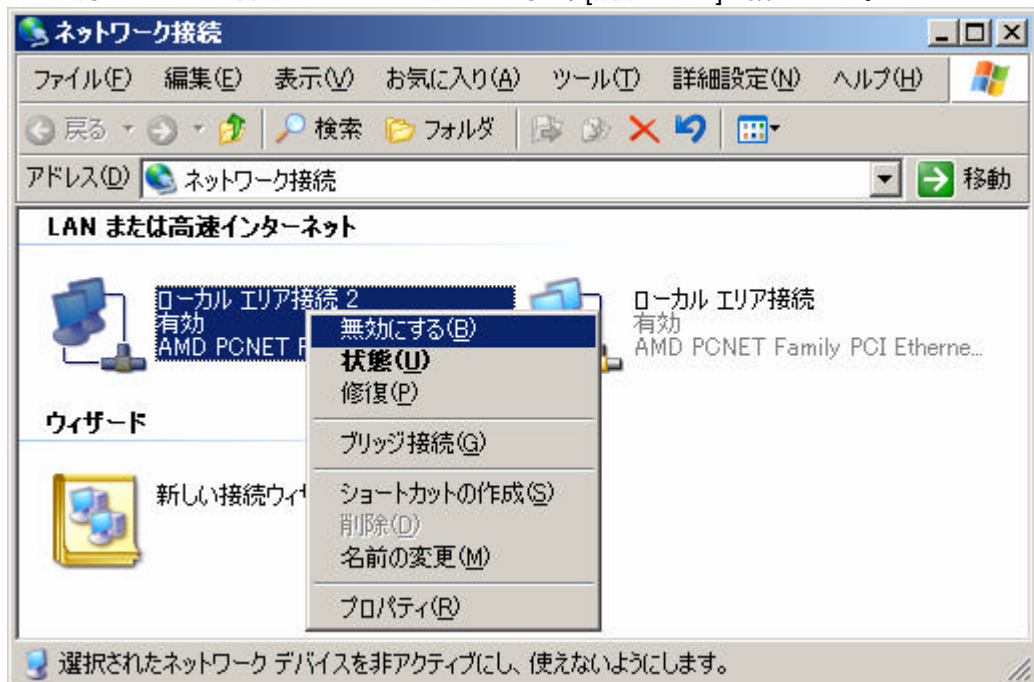 ネットワーク接続
ファイル(F) 編集(E) 表示(V) お気に入り(A) ツール(T) 詳細設定(N) ヘルプ(H)
戻る 検索 フォルダ
アドレス(D) ネットワーク接続 移動
LAN または高速インターネット
ローカル エリア接続 2
有効
AMD PCNET F
ローカル エリア接続
有効
AMD PCNET Family PCI Etherne...
無効にする(B)
状態(U)
修復(P)
ブリッジ接続(G)
ショートカットの作成(S)
削除(D)
名前の変更(M)
プロパティ(R)
ウィザード
新しい接続ウィ
選択されたネットワーク デバイスを非アクティブにし、使えないようにします。